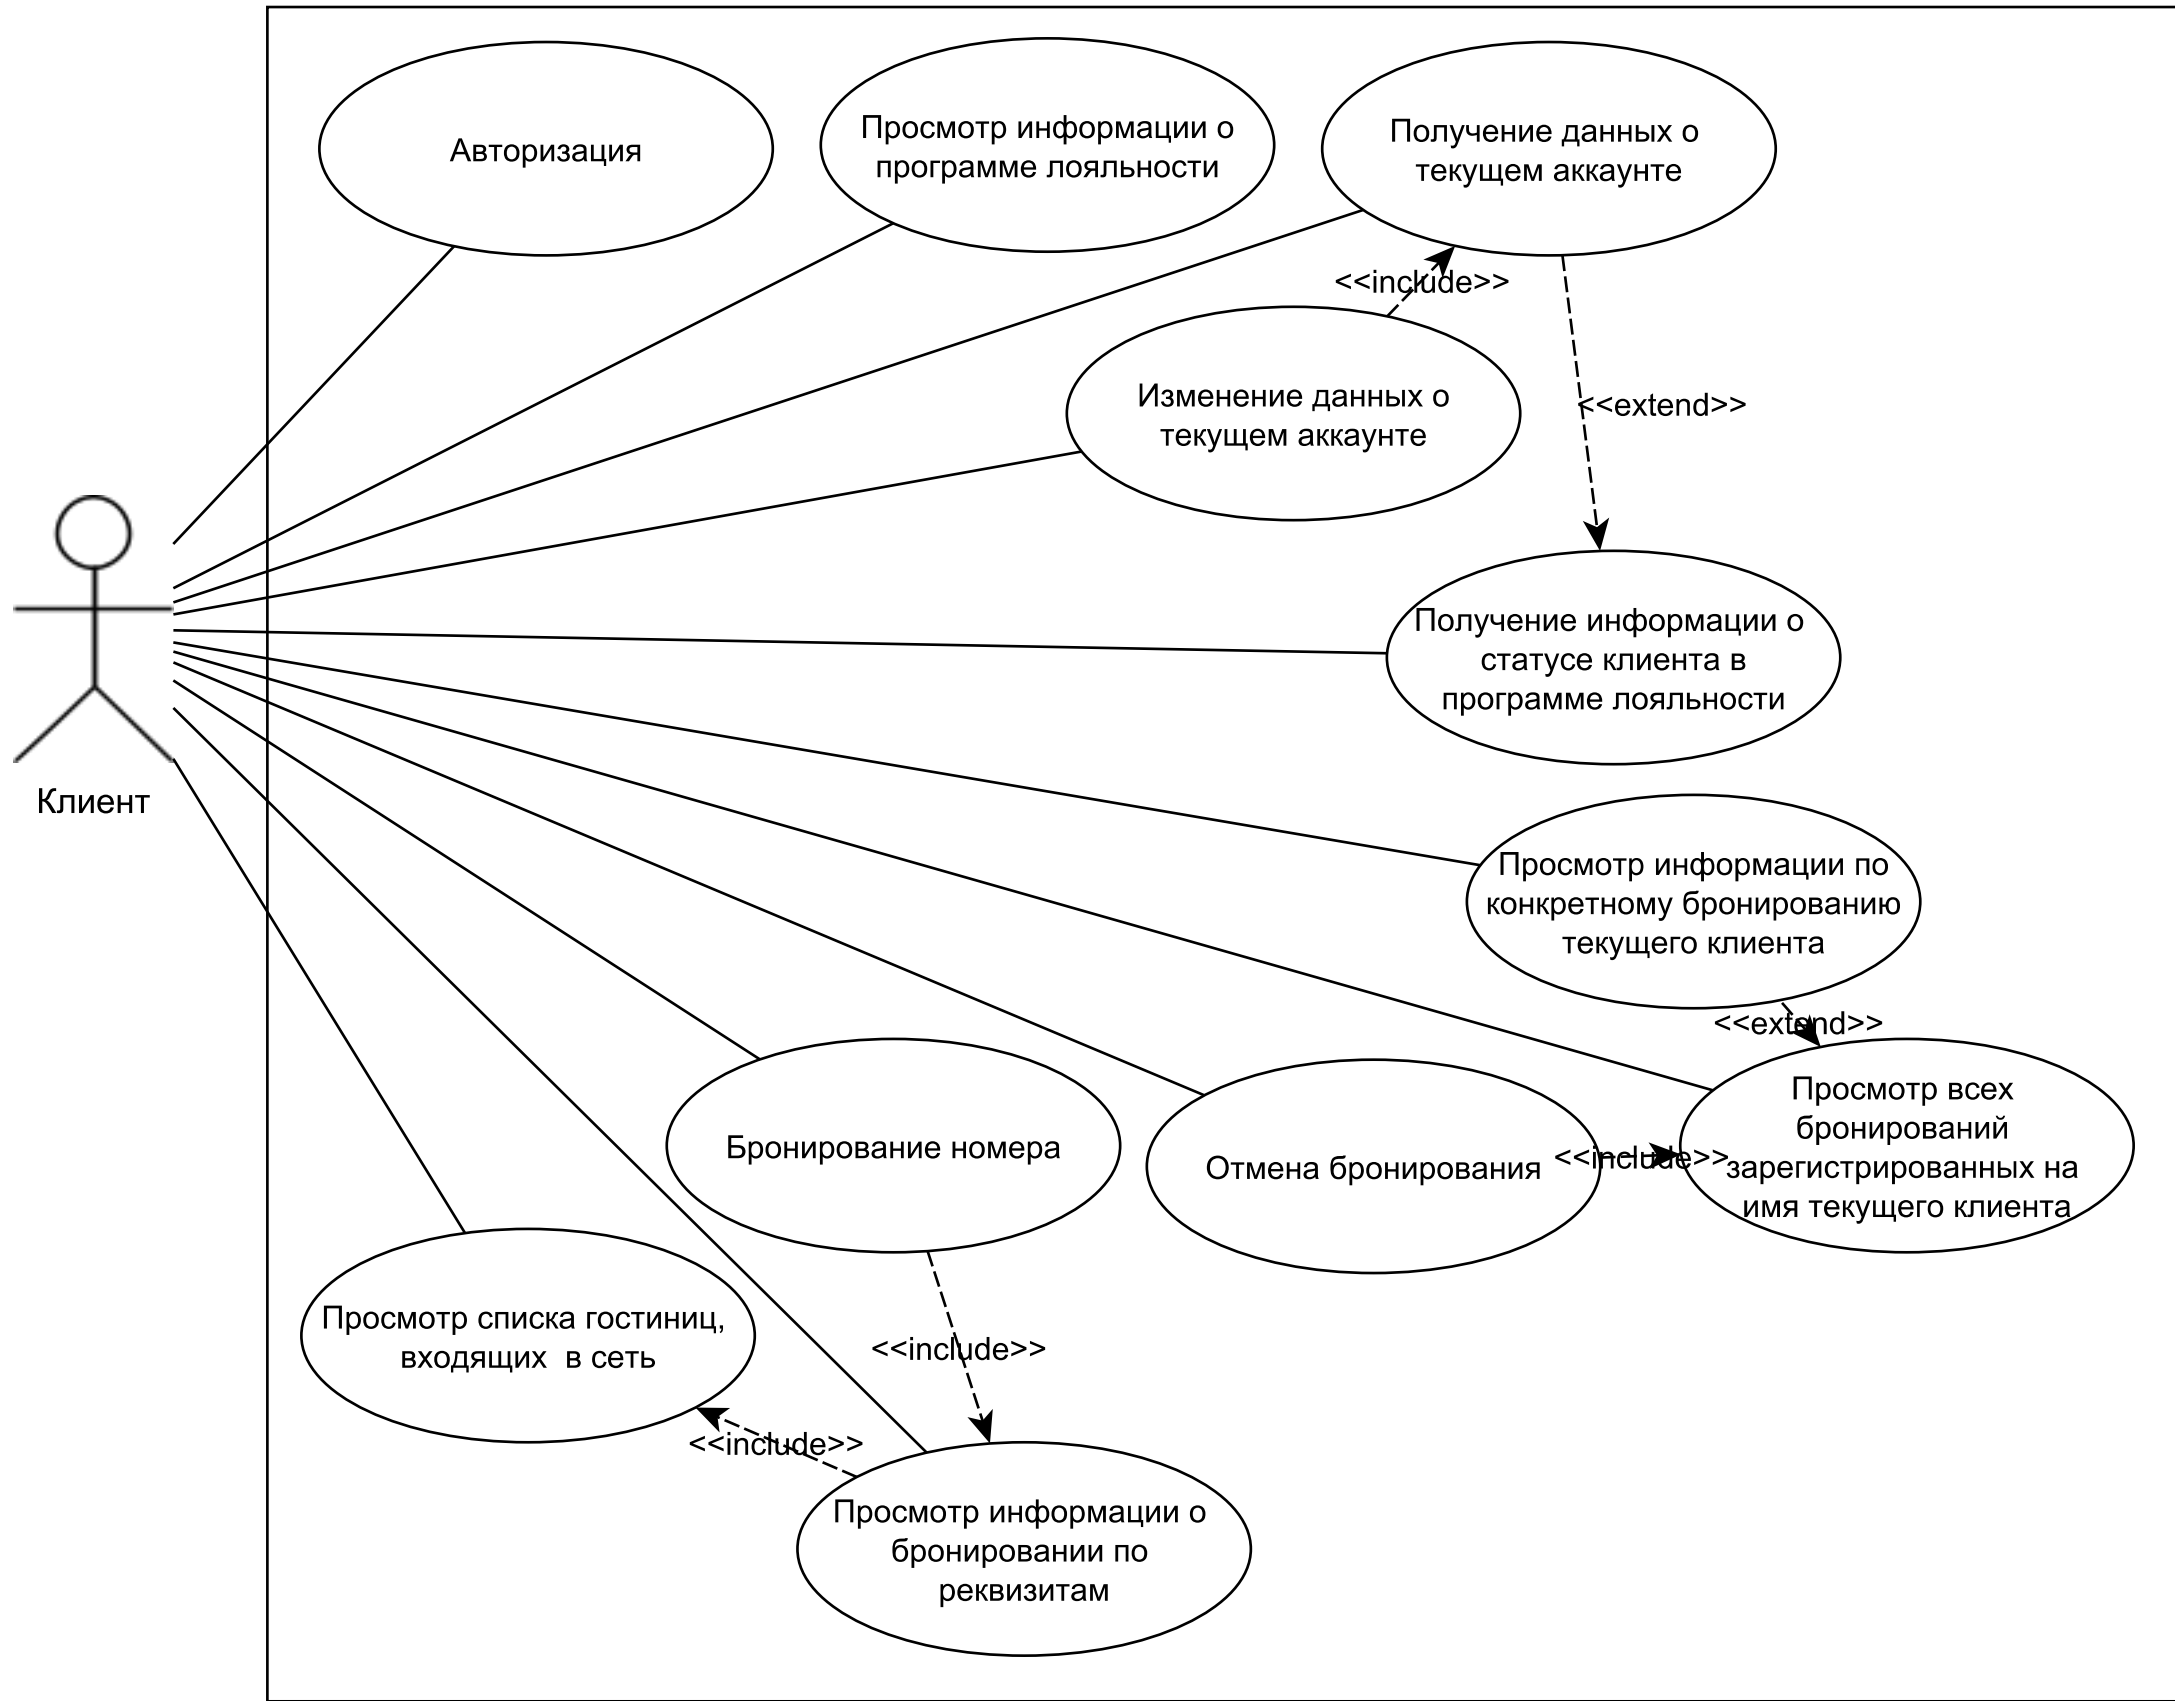 Авторизация
Просмотр информации о
программе лояльности
Получение данных о
текущем аккаунте
<<include>>
Изменение данных о
текущем аккаунте
<<extend>>
Получение информации о
статусе клиента в
программе лояльности
Клиент
Просмотр информации по
конкретному бронированию
текущего клиента
<<extend>>
Просмотр всех
бронирований
зарегистрированных на
имя текущего клиента
Бронирование номера
Отмена бронирования
<<include>>
Просмотр списка гостиниц,
входящих  в сеть
<<include>>
<<include>>
Просмотр информации о
бронировании по
реквизитам